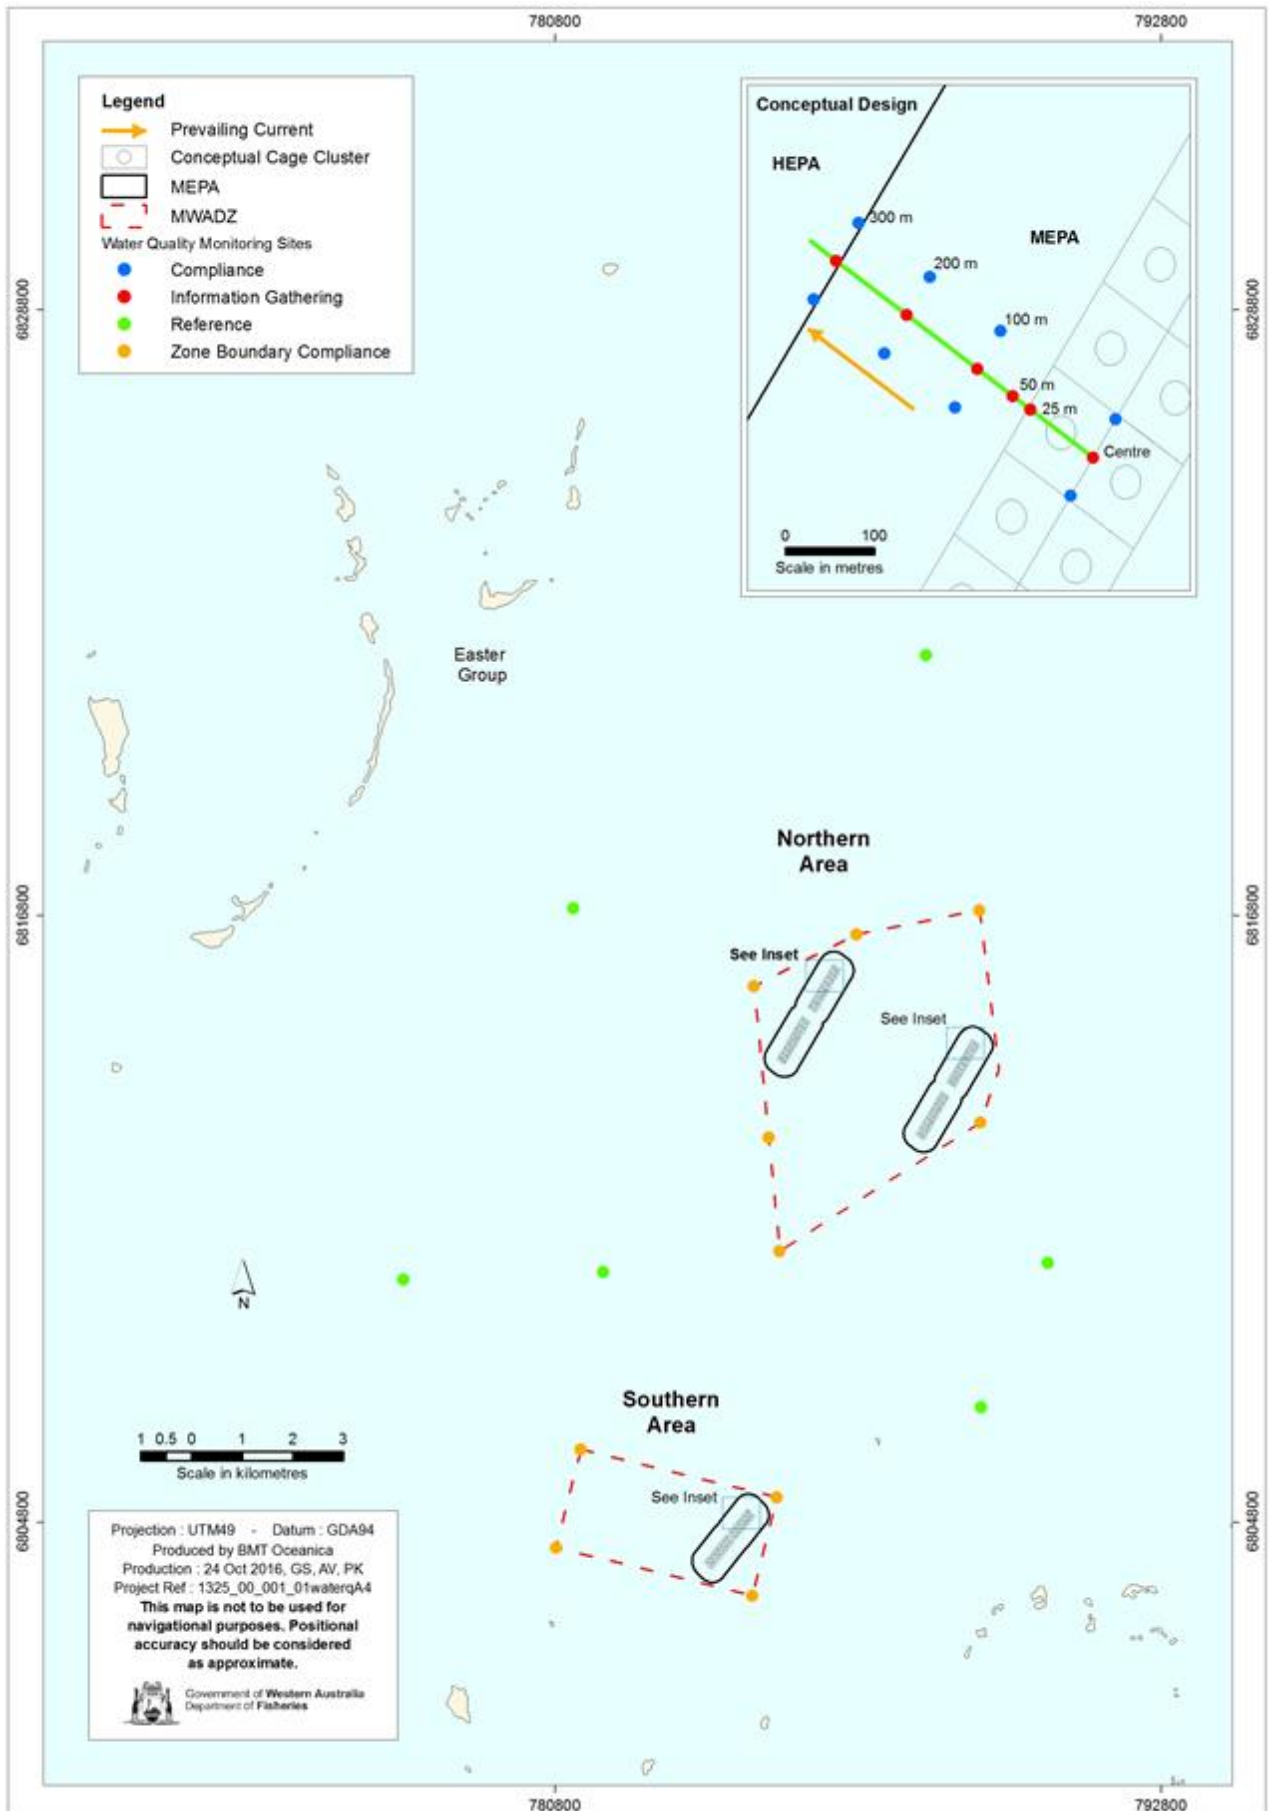 780800
792800
Legend
Prevailing Current
Conceptual Cage Cluster
MEPA
MWADZ
Water Quality Monitoring Sites
Compliance
Information Gathering
Reference
Zone Boundary Compliance
Conceptual Design
HEPA
300 m
MEPA
200 m
100 m
50 m
25 m
Centre
0 100
Scale in metres
6828800
6828800
Easter
Group
Northern
Area
6816800
6816800
See Inset
See Inset
N
Southern
Area
1 0.5 0 1 2 3
Scale in kilometres
See Inset
6804800
6804800
Projection : UTM49 - Datum : GDA94
Produced by BMT Oceanica
Production : 24 Oct 2016, GS, AV, PK
Project Ref : 1325_00_001_01waterqA4
This map is not to be used for
navigational purposes. Positional
accuracy should be considered
as approximate.
Government of Western Australia
Department of Fisheries
780800
792800